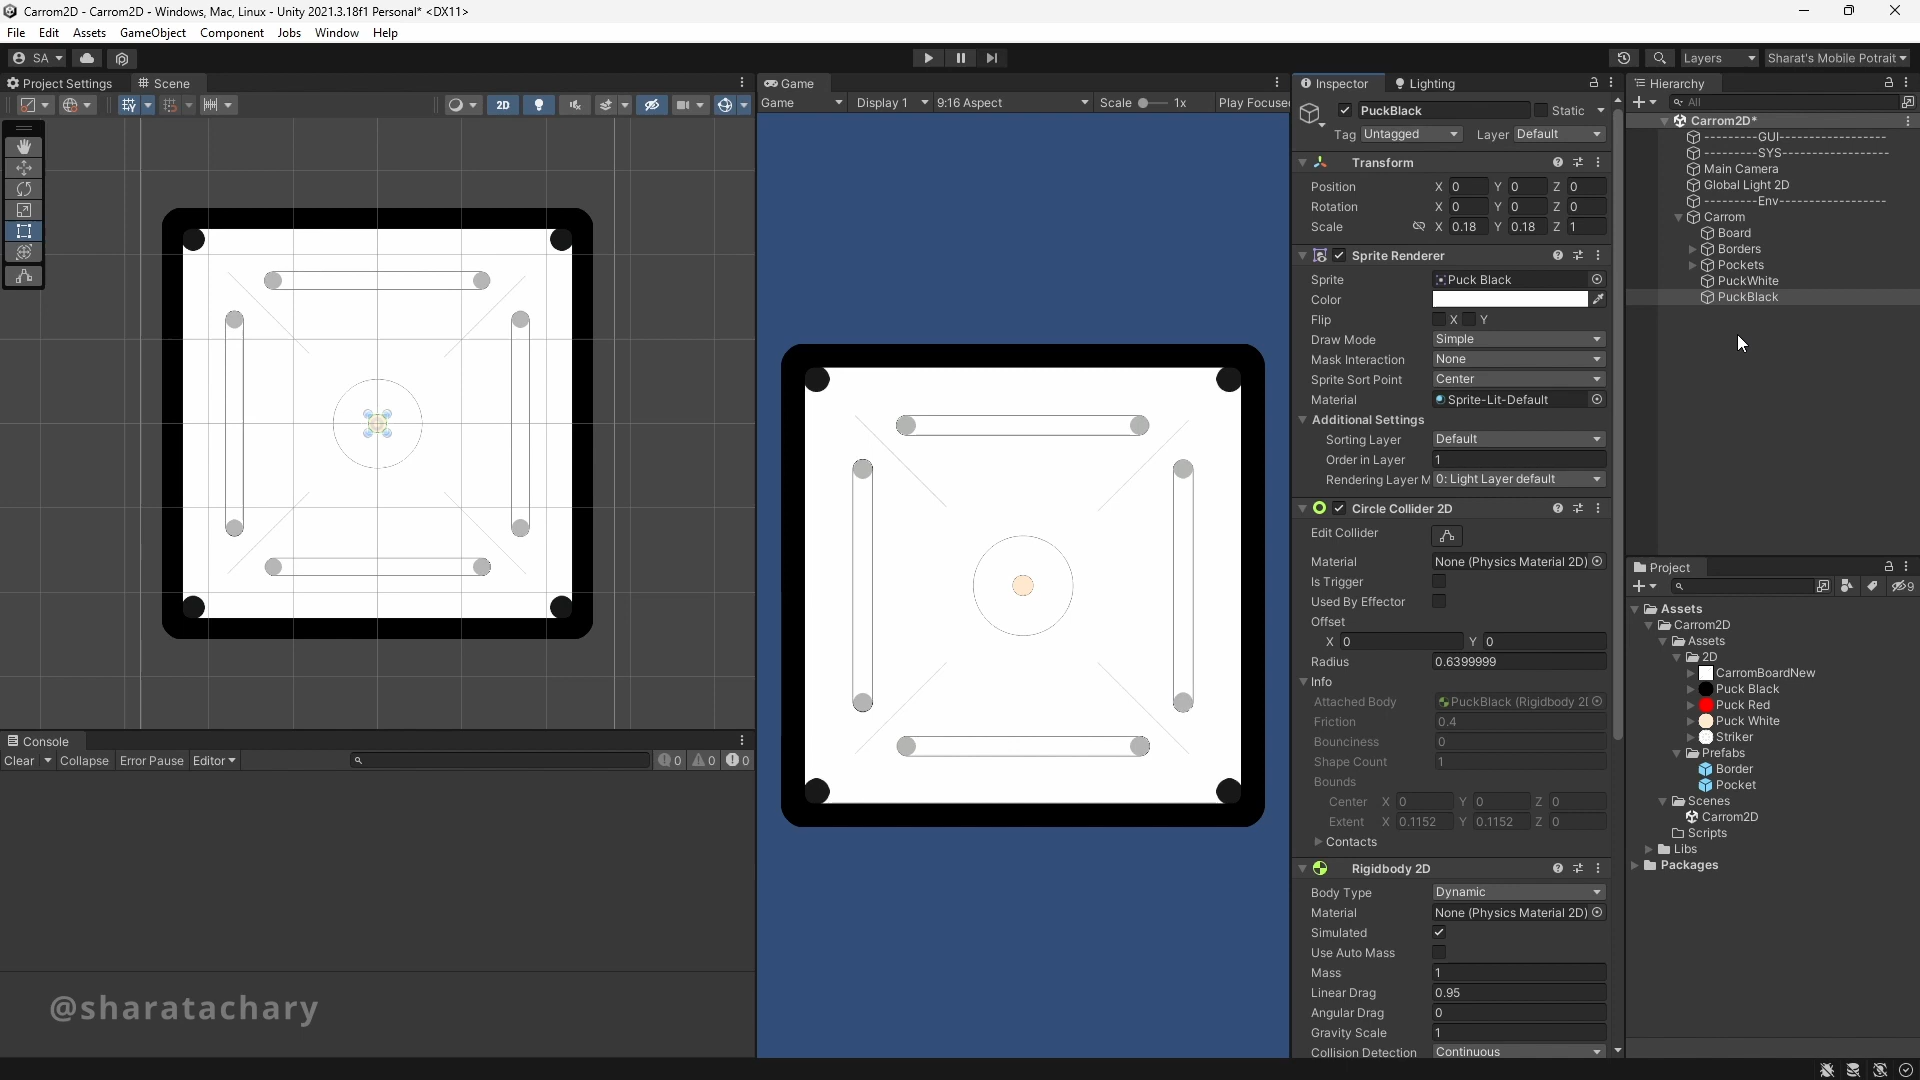 Carrom2D - Carrom2D - Windows, Mac, Linux - Unity 2021.3.18f1 Personal* <DX11>
File Edit Assets GameObject Component Jobs Window Help
SA Layers Sharat's Mobile Potrait
Project Settings Scene
2D
Game
Game Display 1 9:16 Aspect Scale 1x Play Focuse
Console
Clear Collapse Error Pause Editor 0 0 0
@sharatachary
Inspector Lighting
PuckBlack Static
Tag Untagged Layer Default
Transform
Position X 0 Y 0 Z 0
Rotation X 0 Y 0 Z 0
Scale X 0.18 Y 0.18 Z 1
Sprite Renderer
Sprite Puck Black
Color
Flip X Y
Draw Mode Simple
Mask Interaction None
Sprite Sort Point Center
Material Sprite-Lit-Default
Additional Settings
Sorting Layer Default
Order in Layer 1
Rendering Layer M 0: Light Layer default
Circle Collider 2D
Edit Collider
Material None (Physics Material 2D)
Is Trigger
Used By Effector
Offset
X 0 Y 0
Radius 0.6399999
Info
Attached Body PuckBlack (Rigidbody 2D
Friction 0.4
Bounciness 0
Shape Count 1
Bounds
Center X 0 Y 0 Z 0
Extent X 0.1152 Y 0.1152 Z 0
Contacts
Rigidbody 2D
Body Type Dynamic
Material None (Physics Material 2D)
Simulated
Use Auto Mass
Mass 1
Linear Drag 0.95
Angular Drag 0
Gravity Scale 1
Collision Detection Continuous
Hierarchy
All
Carrom2D*
---------GUI------------------
---------SYS------------------
Main Camera
Global Light 2D
---------Env------------------
Carrom
Board
Borders
Pockets
PuckWhite
PuckBlack
Project
9
Assets
Carrom2D
Assets
2D
CarromBoardNew
Puck Black
Puck Red
Puck White
Striker
Prefabs
Border
Pocket
Scenes
Carrom2D
Scripts
Libs
Packages